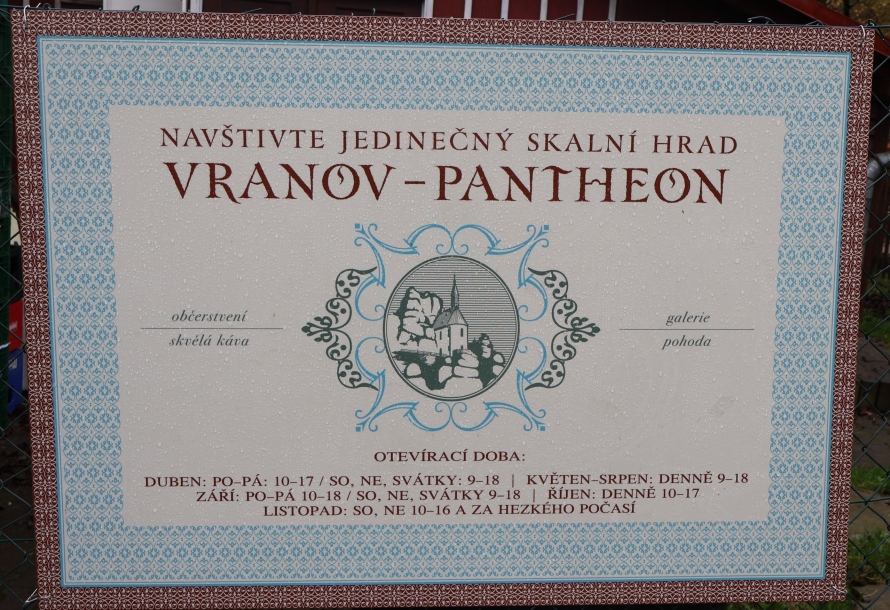 NAVŠTIVTE JEDINEČNÝ SKALNÍ HRAD
VRANOV – PANTHEON
občerstvení
skvělá káva
galerie
pohoda
OTEVÍRACÍ DOBA:
DUBEN: PO–PÁ: 10–17 / SO, NE, SVÁTKY: 9–18 | KVĚTEN–SRPEN: DENNĚ 9–18
ZÁŘÍ: PO–PÁ 10–18 / SO, NE, SVÁTKY 9–18 | ŘÍJEN: DENNĚ 10–17
LISTOPAD: SO, NE 10–16 A ZA HEZKÉHO POČASÍ